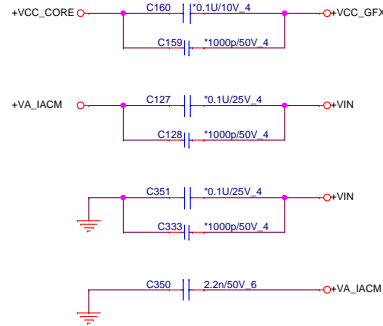 +VCC_CORE C160 *0.1U/10V_4 +VCC_GFX
C159 *1000p/50V_4
+VA_IACM C127 *0.1U/25V_4 +VIN
C128 *1000p/50V_4
C351 *0.1U/25V_4 +VIN
C333 *1000p/50V_4
C350 2.2n/50V_6 +VA_IACM